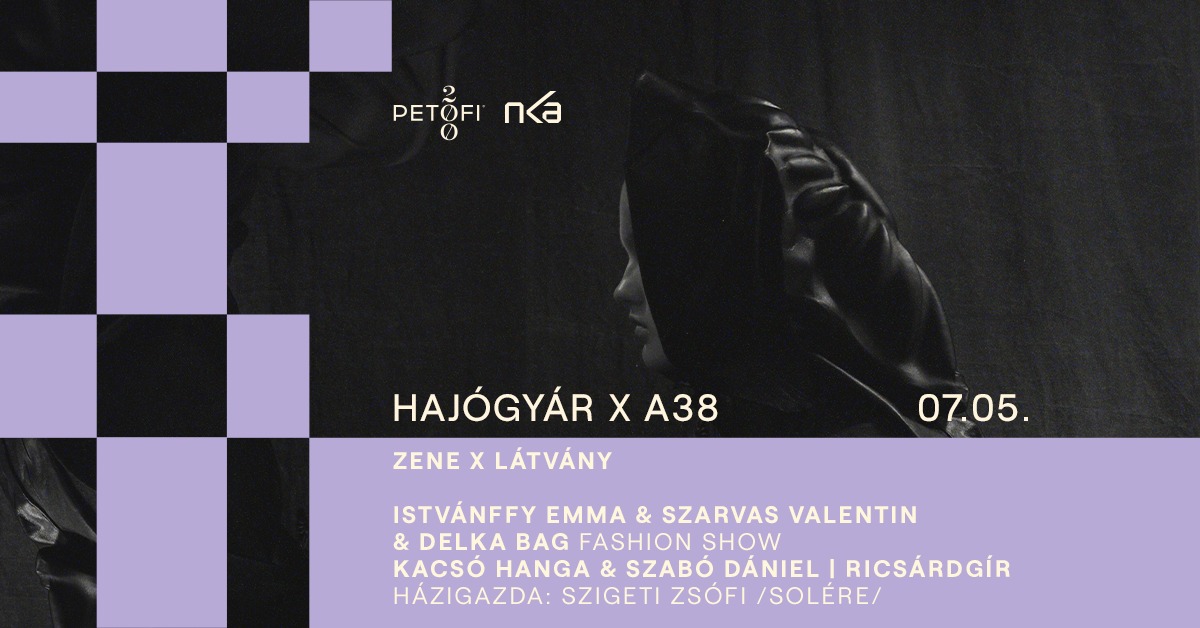 PETŐFI 200
nka
HAJÓGYÁR X A38 07.05.
ZENE X LÁTVÁNY
ISTVÁNFFY EMMA & SZARVAS VALENTIN
& DELKA BAG FASHION SHOW
KACSÓ HANGA & SZABÓ DÁNIEL | RICSÁRDGÍR
HÁZIGAZDA: SZIGETI ZSÓFI /SOLÉRE/